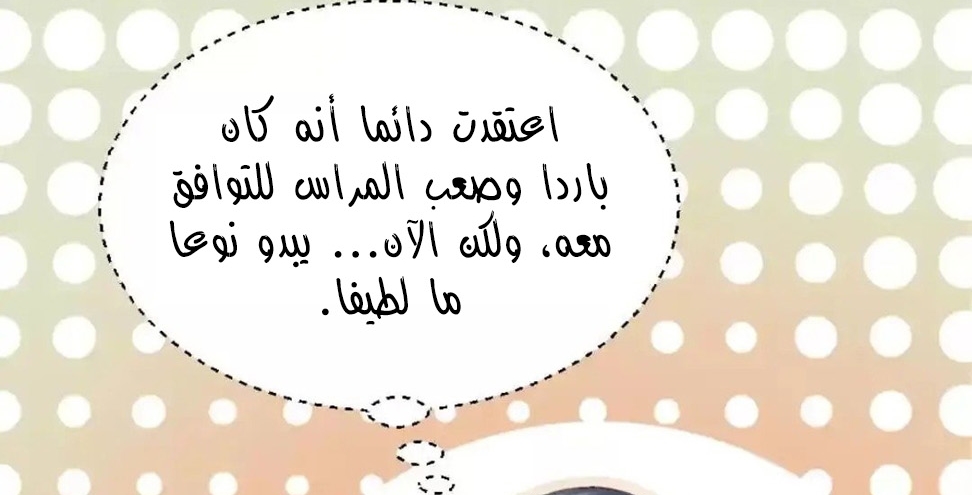 اعتقدت دائما أنه كان
باردا وصعب المراس للتوافق
معه، ولكن الآن... يبدو نوعا
ما لطيفا.